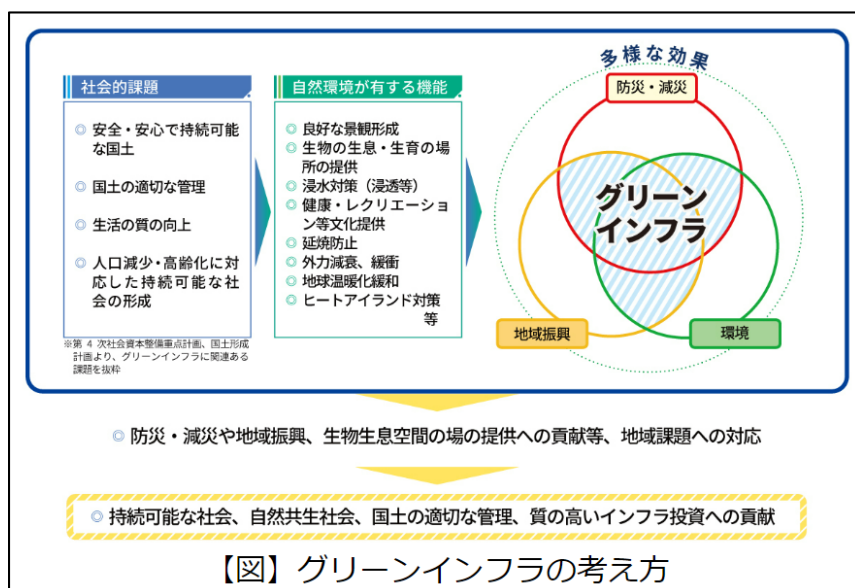 社会的課題
◎ 安全・安心で持続可能
な国土
◎ 国土の適切な管理
◎ 生活の質の向上
◎ 人口減少・高齢化に対
応した持続可能な社
会の形成
※第 4 次社会資本整備重点計画、国土形成
計画より、グリーンインフラに関連ある
課題を抜粋
自然環境が有する機能
◎ 良好な景観形成
◎ 生物の生息・生育の場
所の提供
◎ 浸水対策（浸透等）
◎ 健康・レクリエーショ
ン等文化提供
◎ 延焼防止
◎ 外力減衰、緩衝
◎ 地球温暖化緩和
◎ ヒートアイランド対策
等
多様な効果
防災・減災
グリーン
インフラ
地域振興
環境
◎ 防災・減災や地域振興、生物生息空間の場の提供への貢献等、地域課題への対応
◎ 持続可能な社会、自然共生社会、国土の適切な管理、質の高いインフラ投資への貢献
【図】グリーンインフラの考え方